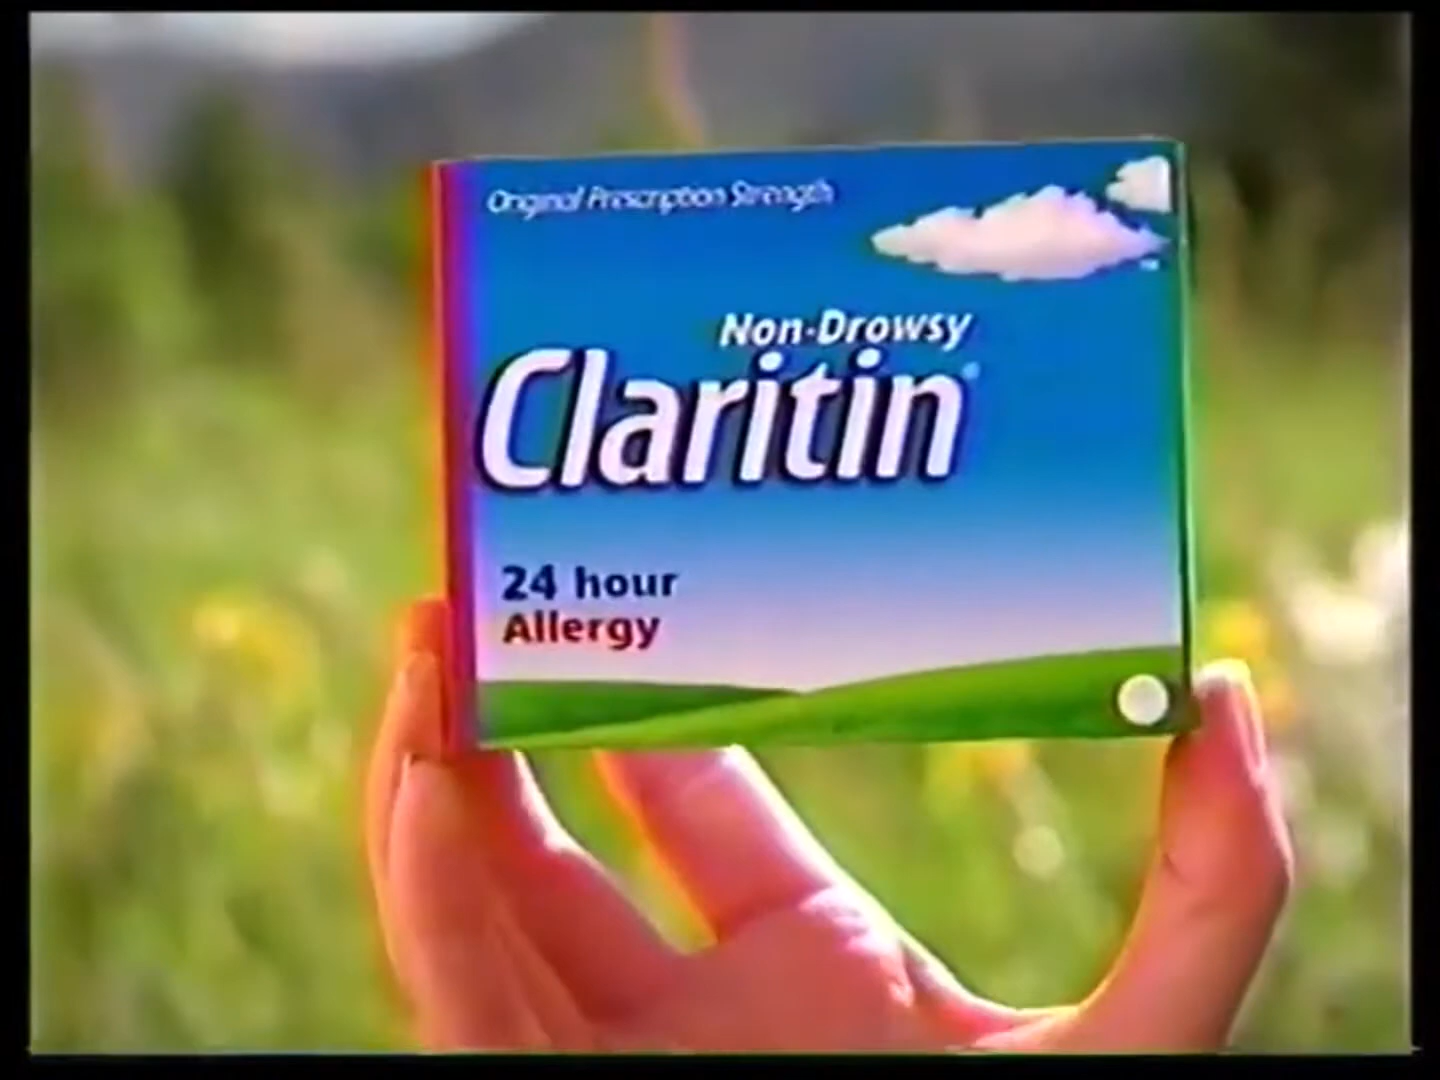 Original Prescription Strength
Non-Drowsy
Claritin®
24 hour
Allergy